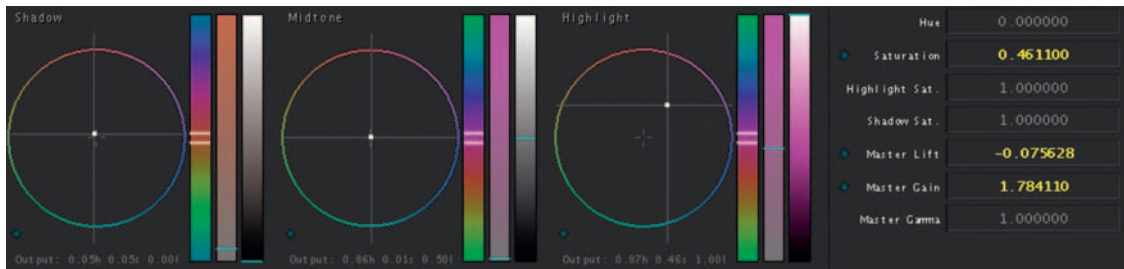 Shadow
Midtone
Highlight
Hue 0.000000
Saturation 0.461100
Highlight Sat. 1.000000
Shadow Sat. 1.000000
Master Lift -0.075628
Master Gain 1.784110
Master Gamma 1.000000
Output: 0.05h 0.05s 0.00l
Output: 0.86h 0.01s 0.50l
Output: 0.87h 0.46s 1.00l